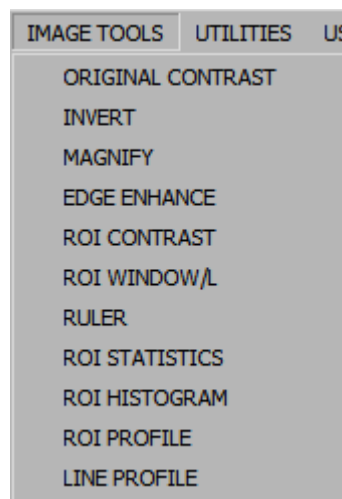 IMAGE TOOLS UTILITIES
ORIGINAL CONTRAST
INVERT
MAGNIFY
EDGE ENHANCE
ROI CONTRAST
ROI WINDOW/L
RULER
ROI STATISTICS
ROI HISTOGRAM
ROI PROFILE
LINE PROFILE